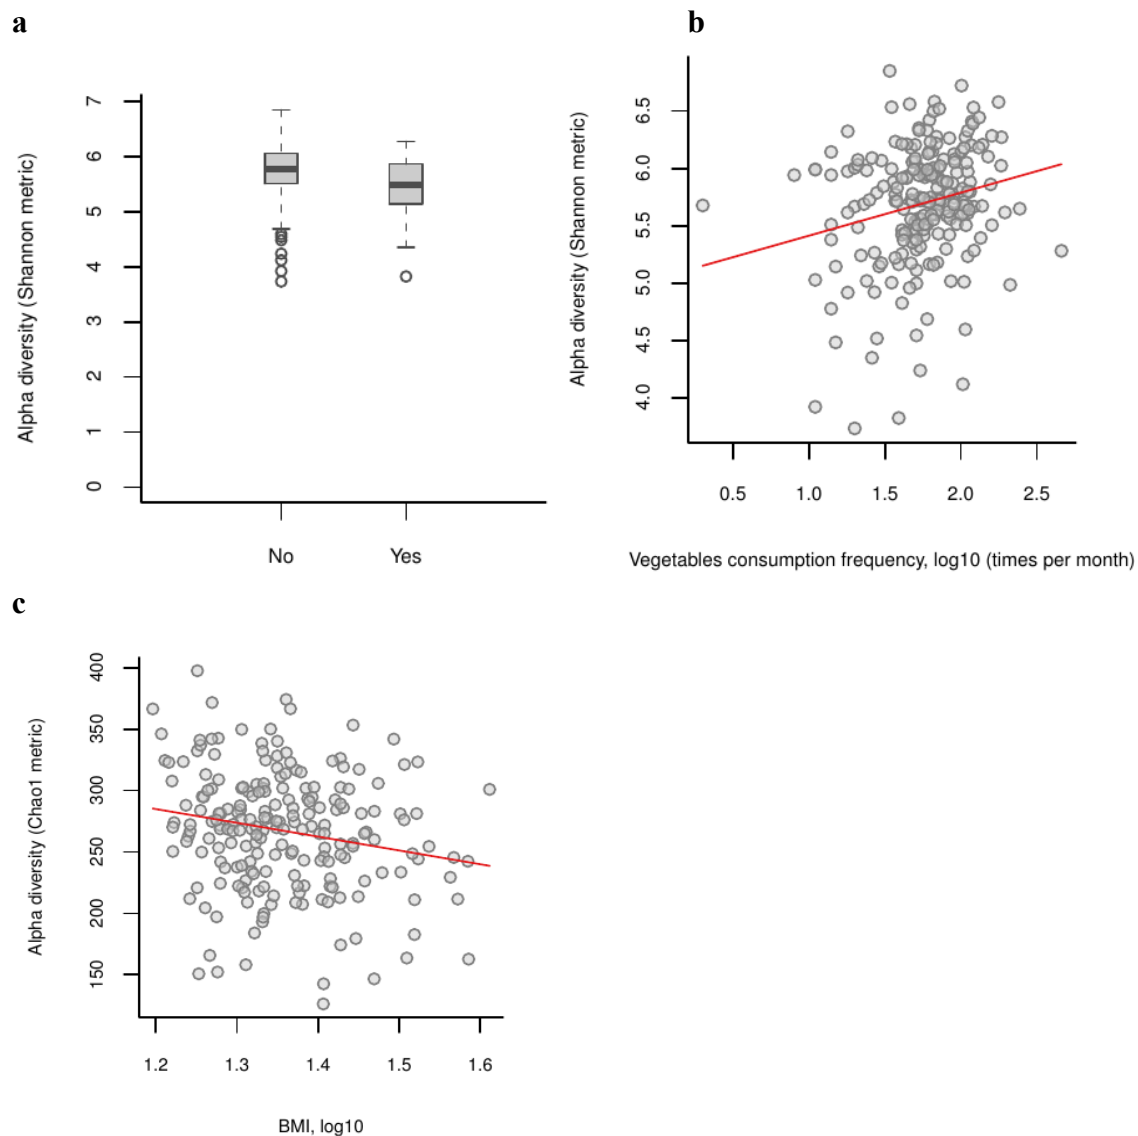 a
Alpha diversity (Shannon metric)
7
6
5
4
3
2
1
0
No Yes
b
Alpha diversity (Shannon metric)
6.5
6.0
5.5
5.0
4.5
4.0
0.5 1.0 1.5 2.0 2.5
Vegetables consumption frequency, log10 (times per month)
c
Alpha diversity (Chao1 metric)
400
350
300
250
200
150
1.2 1.3 1.4 1.5 1.6
BMI, log10